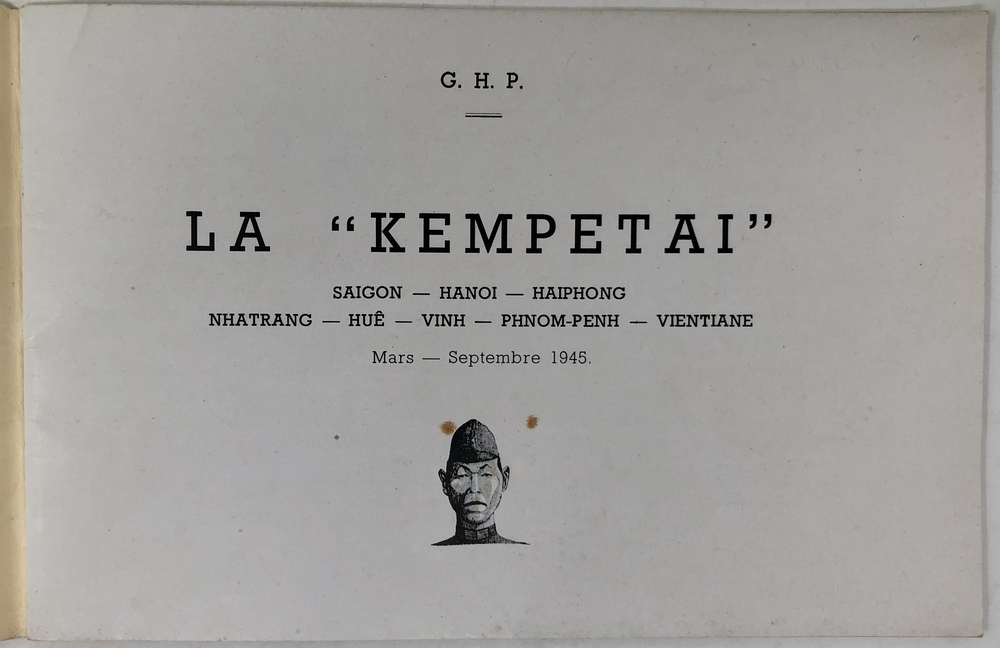 G. H. P.
LA “KEMPETAI”
SAIGON — HANOI — HAIPHONG
NHATRANG — HUÊ — VINH — PHNOM-PENH — VIENTIANE
Mars — Septembre 1945.